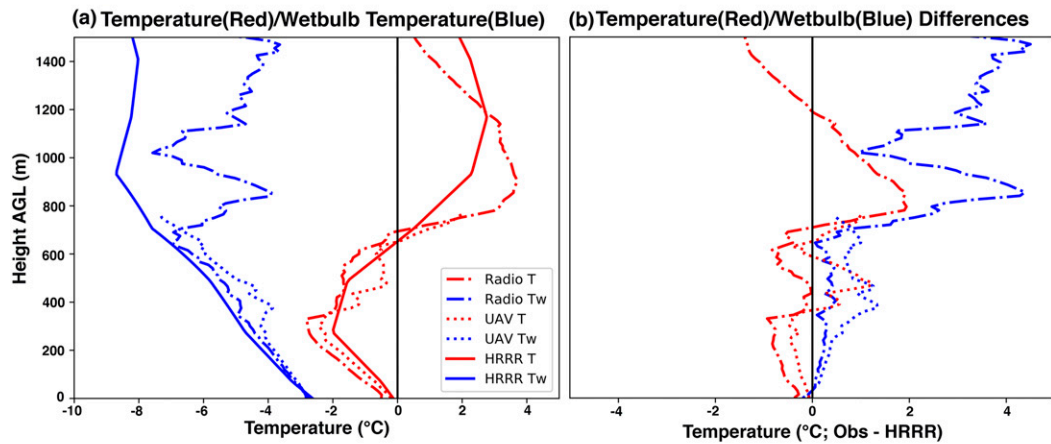 (a) Temperature(Red)/Wetbulb Temperature(Blue)
(b) Temperature(Red)/Wetbulb(Blue) Differences
Height AGL (m)
1400
1200
1000
800
600
400
200
0
Radio T
Radio Tw
UAV T
UAV Tw
HRRR T
HRRR Tw
-10 -8 -6 -4 -2 0 2 4
Temperature (°C)
-4 -2 0 2 4
Temperature (°C; Obs - HRRR)